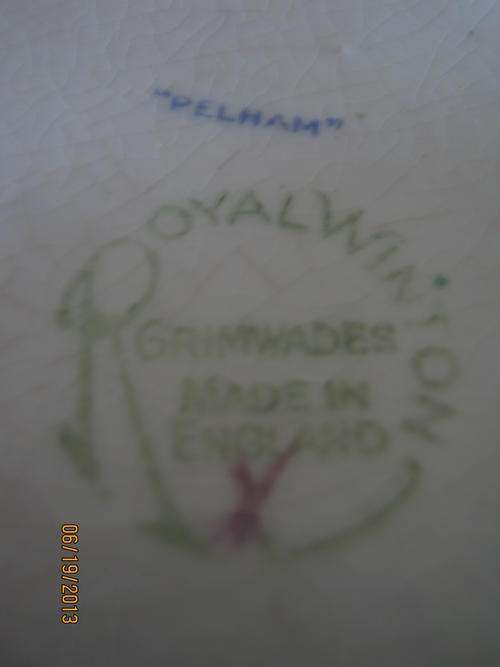 "PELHAM"
ROYAL WINTON
GRIMWADES
MADE IN
ENGLAND
06/19/2013